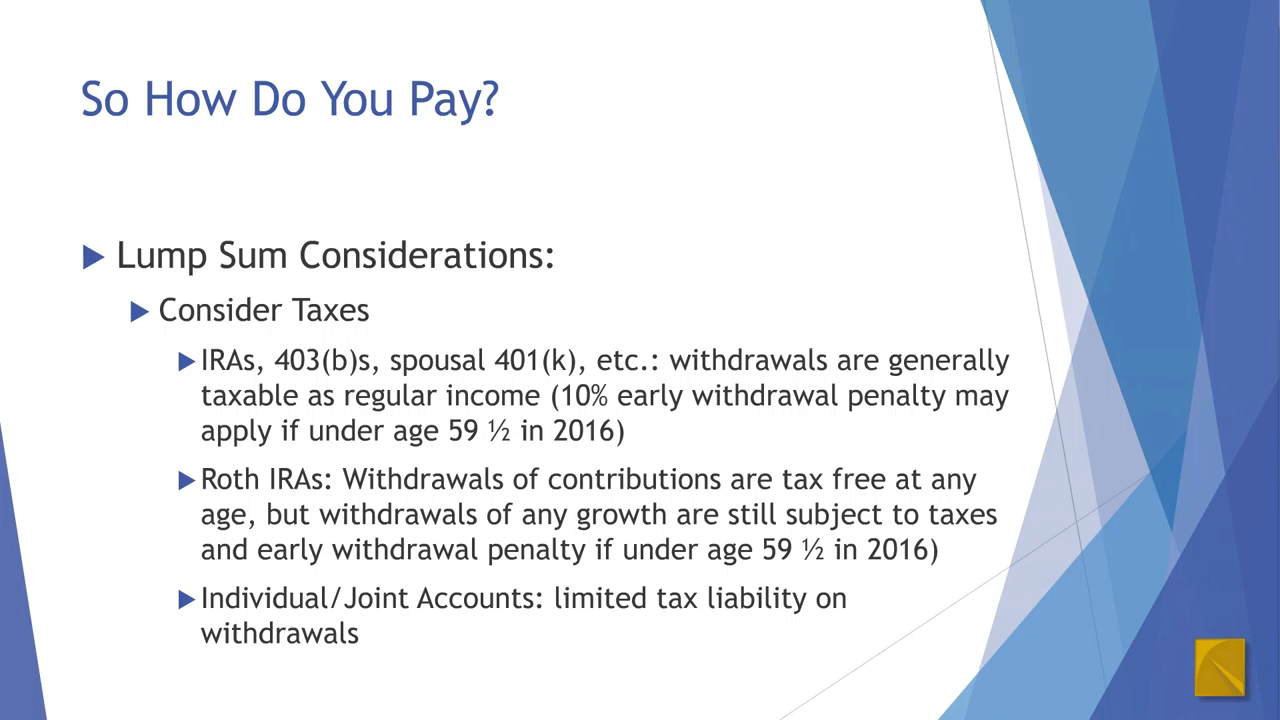 So How Do You Pay?
Lump Sum Considerations:
Consider Taxes
IRAs, 403(b)s, spousal 401(k), etc.: withdrawals are generally
taxable as regular income (10% early withdrawal penalty may
apply if under age 59 ½ in 2016)
Roth IRAs: Withdrawals of contributions are tax free at any
age, but withdrawals of any growth are still subject to taxes
and early withdrawal penalty if under age 59 ½ in 2016)
Individual/Joint Accounts: limited tax liability on
withdrawals